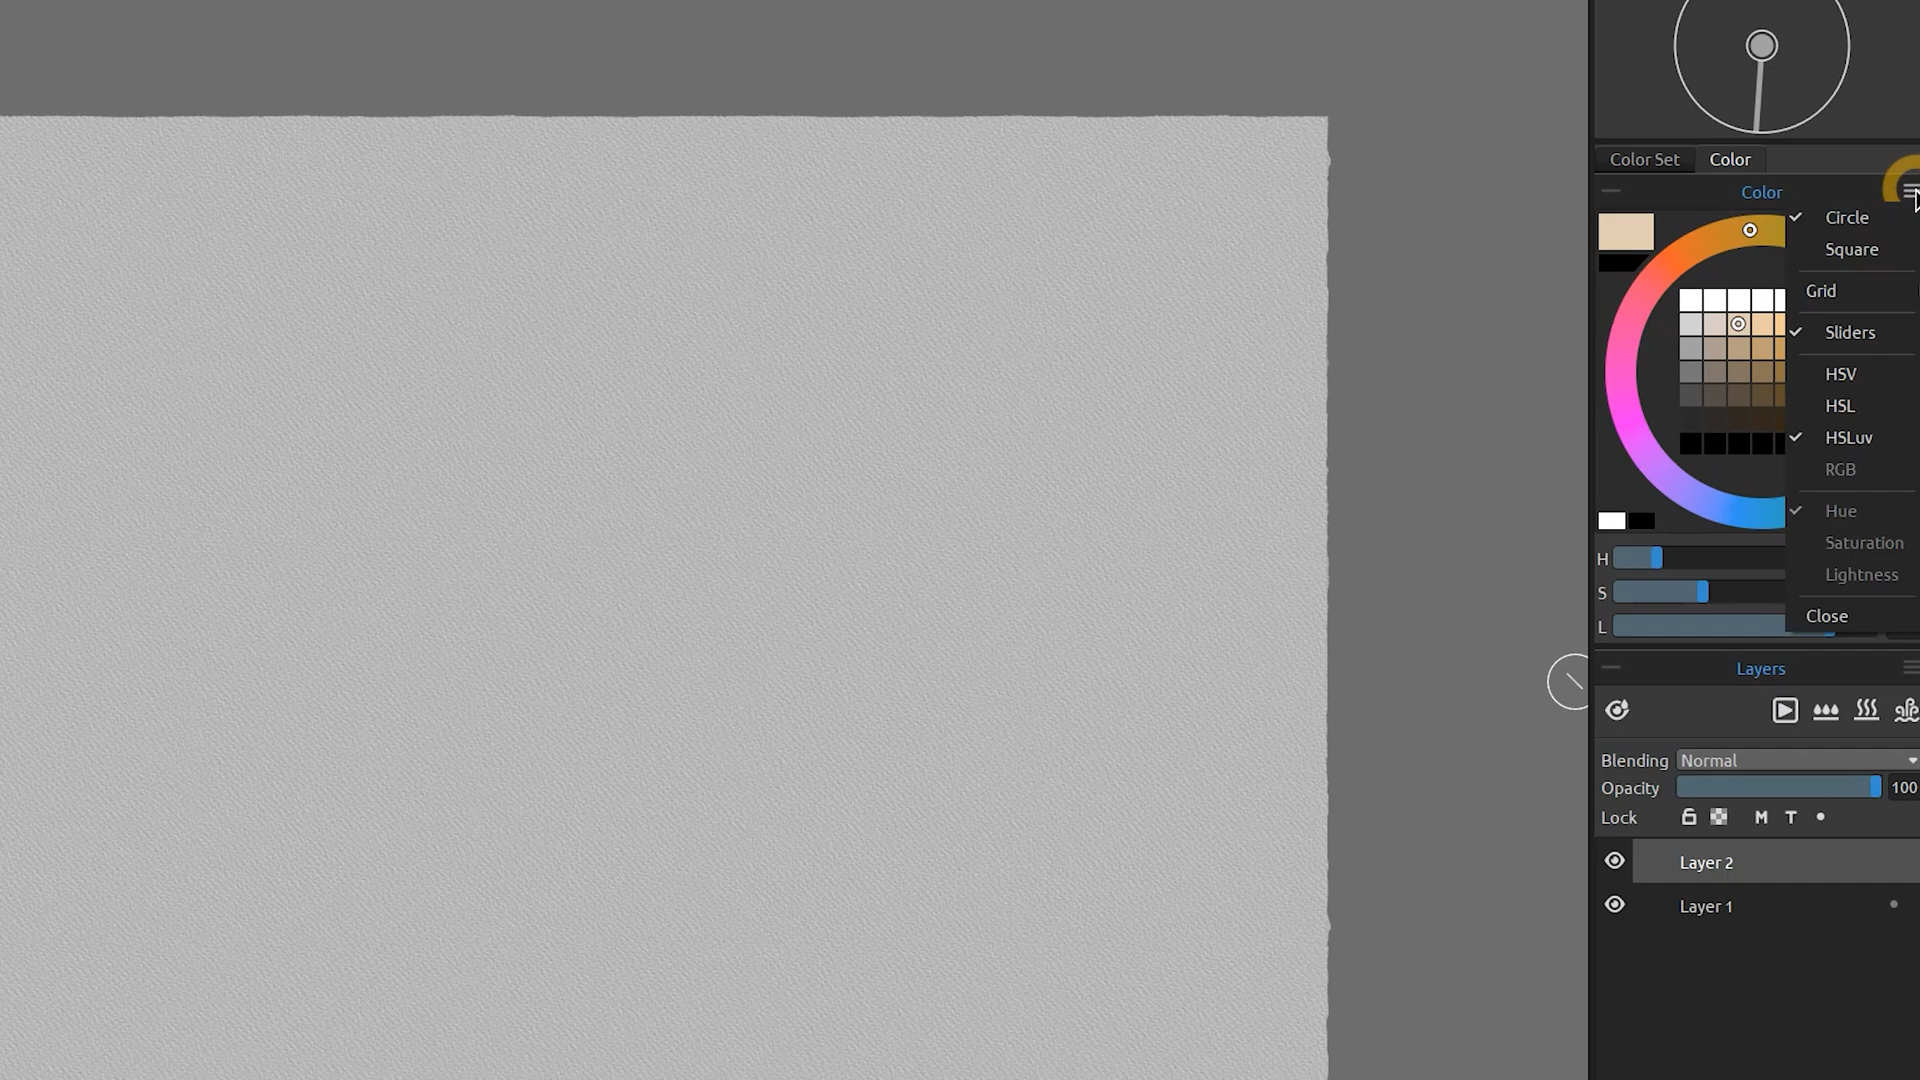 Color Set
Color
Color
Circle
Square
Grid
Sliders
HSV
HSL
HSLuv
RGB
Hue
Saturation
Lightness
Close
H
S
L
Layers
Blending Normal
Opacity 100
Lock M T
Layer 2
Layer 1